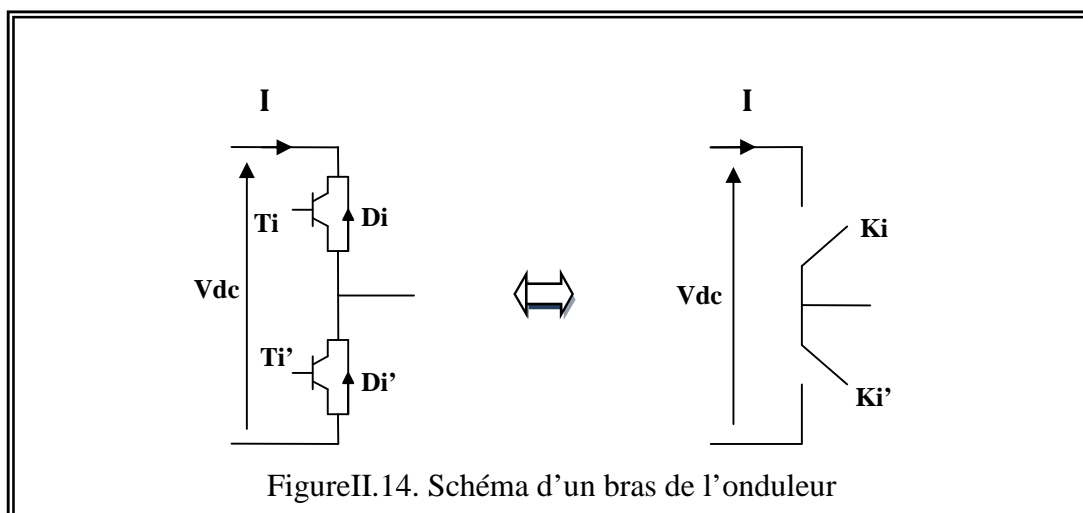 I
I
Ti
Di
Vdc
Ti’
Di’
Ki
Vdc
Ki’
FigureII.14. Schéma d’un bras de l’onduleur